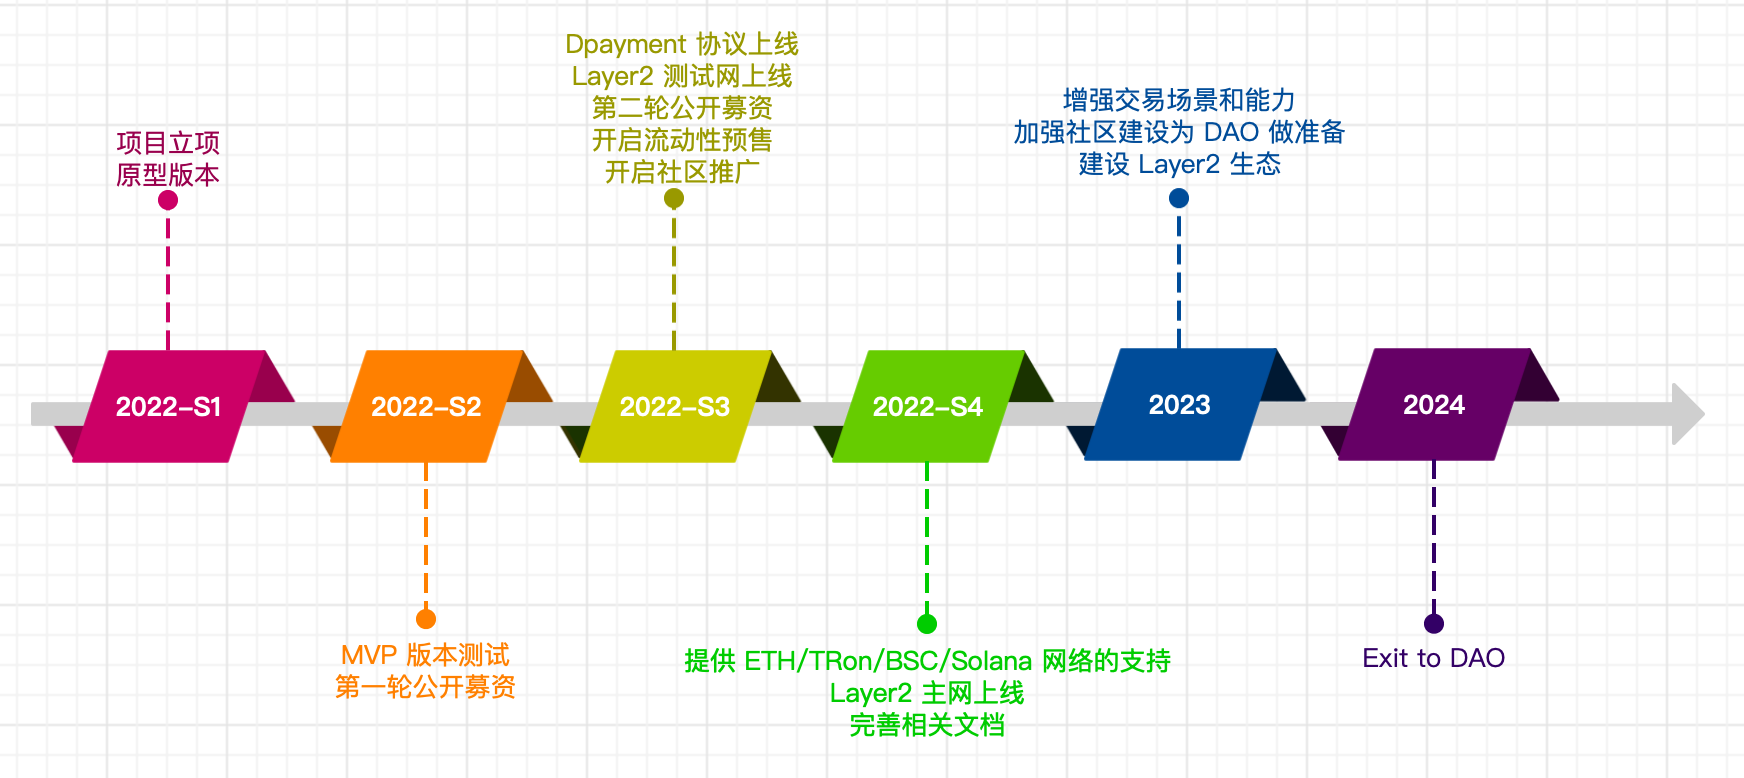 项目立项
原型版本
Dpayment 协议上线
Layer2 测试网上线
第二轮公开募资
开启流动性预售
开启社区推广
增强交易场景和能力
加强社区建设为 DAO 做准备
建设 Layer2 生态
2022-S1
2022-S2
2022-S3
2022-S4
2023
2024
MVP 版本测试
第一轮公开募资
提供 ETH/TRon/BSC/Solana 网络的支持
Layer2 主网上线
完善相关文档
Exit to DAO